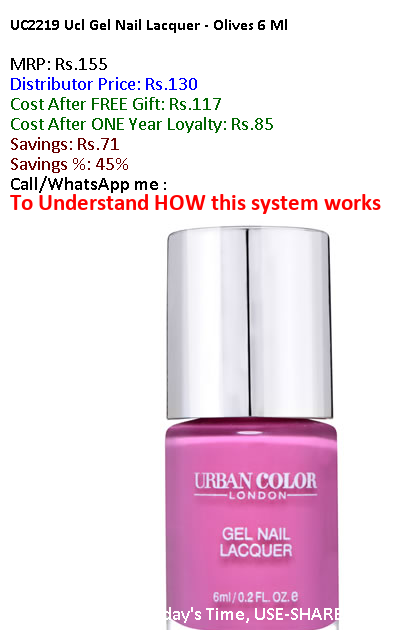 UC2219 Ucl Gel Nail Lacquer - Olives 6 Ml
MRP: Rs.155
Distributor Price: Rs.130
Cost After FREE Gift: Rs.117
Cost After ONE Year Loyalty: Rs.85
Savings: Rs.71
Savings %: 45%
Call/WhatsApp me :
To Understand HOW this system works
URBAN COLOR
LONDON
GEL NAIL
LACQUER
6ml/0.2 FL. OZ. e
day's Time, USE-SHARE